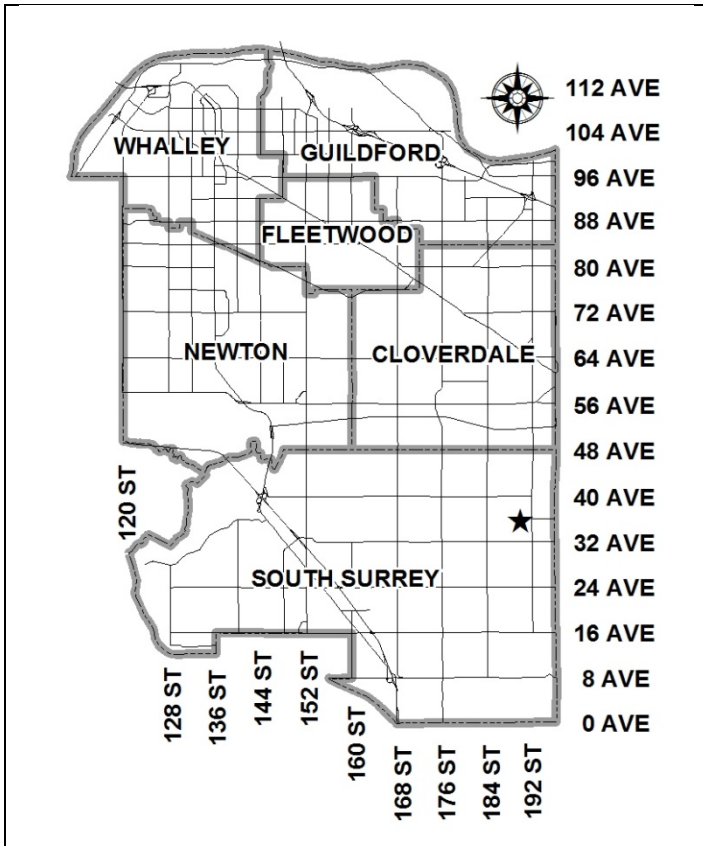 112 AVE
104 AVE
WHALLEY
GUILDFORD
96 AVE
88 AVE
FLEETWOOD
80 AVE
72 AVE
NEWTON
CLOVERDALE
64 AVE
56 AVE
48 AVE
120 ST
40 AVE
32 AVE
SOUTH SURREY
24 AVE
16 AVE
128 ST
136 ST
144 ST
152 ST
160 ST
8 AVE
0 AVE
168 ST
176 ST
184 ST
192 ST